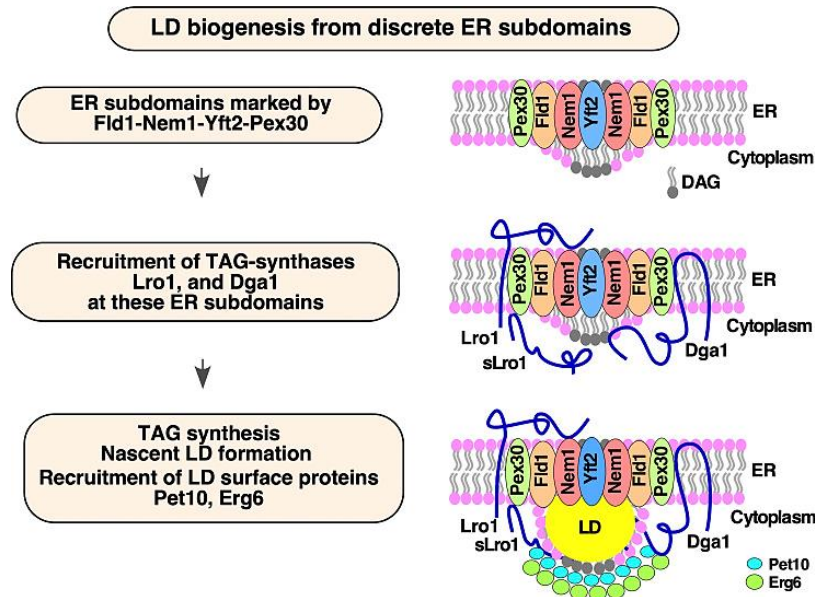 LD biogenesis from discrete ER subdomains
ER subdomains marked by
Fld1-Nem1-Yft2-Pex30
Pex30
Fld1
Nem1
Yft2
Nem1
Fld1
Pex30
ER
Cytoplasm
DAG
Recruitment of TAG-synthases
Lro1, and Dga1
at these ER subdomains
Pex30
Fld1
Nem1
Yft2
Nem1
Fld1
Pex30
ER
Cytoplasm
Lro1
sLro1
Dga1
TAG synthesis
Nascent LD formation
Recruitment of LD surface proteins
Pet10, Erg6
Pex30
Fld1
Nem1
Yft2
Nem1
Fld1
Pex30
ER
Cytoplasm
Lro1
sLro1
LD
Dga1
Pet10
Erg6